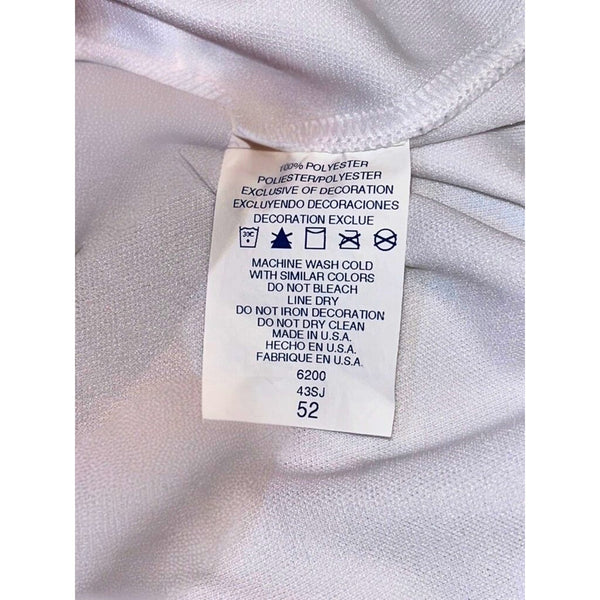 100% POLYESTER
POLIESTER/POLYESTER
EXCLUSIVE OF DECORATION
EXCLUYENDO DECORACIONES
DECORATION EXCLUE
30C
MACHINE WASH COLD
WITH SIMILAR COLORS
DO NOT BLEACH
LINE DRY
DO NOT IRON DECORATION
DO NOT DRY CLEAN
MADE IN U.S.A.
HECHO EN U.S.A.
FABRIQUE EN U.S.A.
6200
43SJ
52